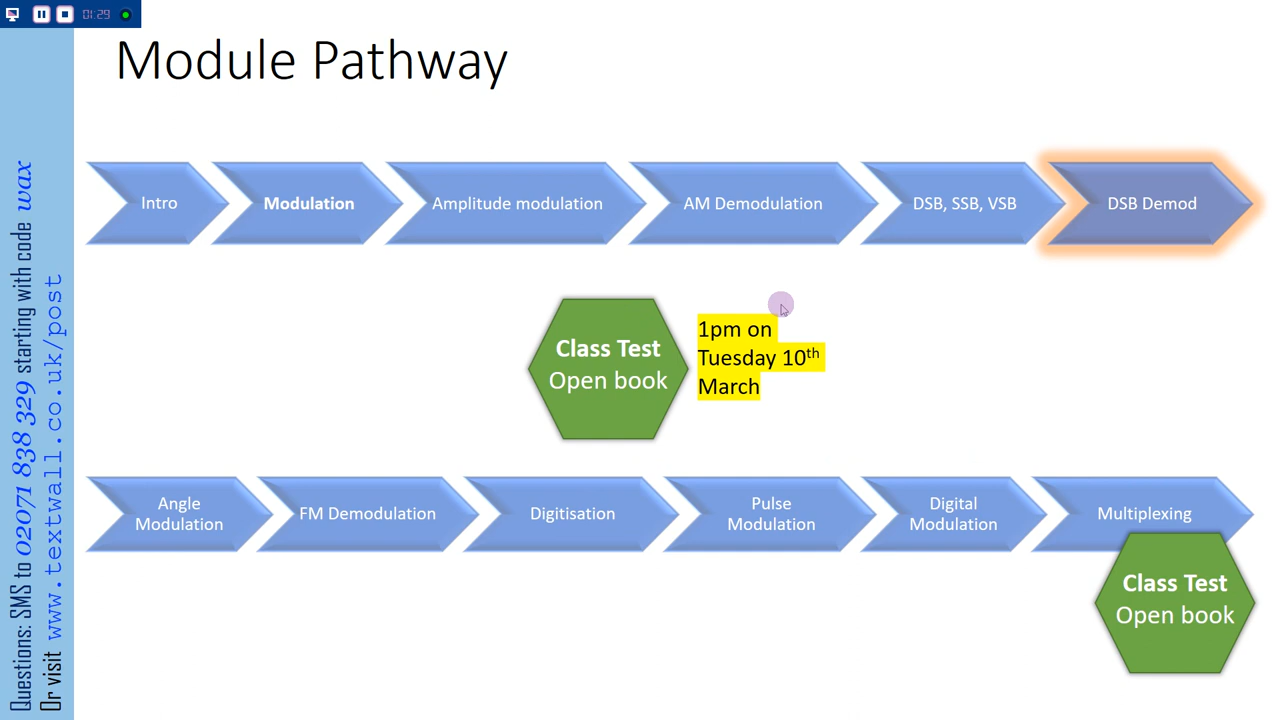 01:29
Module Pathway
Intro
Modulation
Amplitude modulation
AM Demodulation
DSB, SSB, VSB
DSB Demod
Class Test
Open book
1pm on
Tuesday 10th
March
Angle
Modulation
FM Demodulation
Digitisation
Pulse
Modulation
Digital
Modulation
Multiplexing
Class Test
Open book
Questions: SMS to 02071 838 329 starting with code wax
Or visit www.textwall.co.uk/post